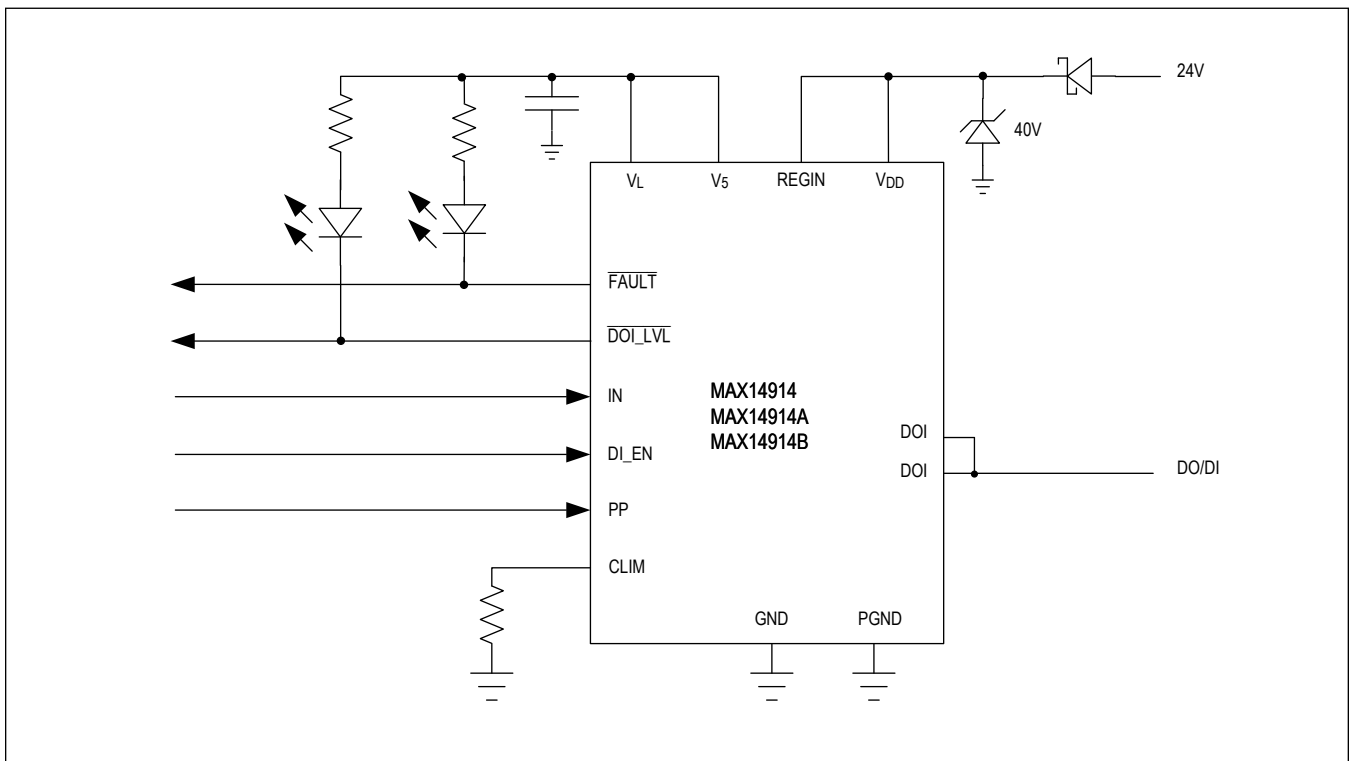 24V
40V
VL V5 REGIN VDD
FAULT
DOI_LVL
IN
DI_EN
PP
CLIM
MAX14914
MAX14914A
MAX14914B
DOI
DOI
DO/DI
GND PGND